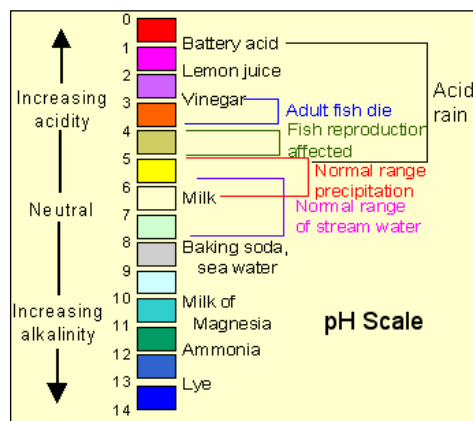 0
1
2
3
4
5
6
7
8
9
10
11
12
13
14
Increasing
acidity
Neutral
Increasing
alkalinity
Battery acid
Lemon juice
Vinegar
Milk
Baking soda,
sea water
Milk of
Magnesia
Ammonia
Lye
Adult fish die
Fish reproduction
affected
Normal range
precipitation
Normal range
of stream water
Acid
rain
pH Scale